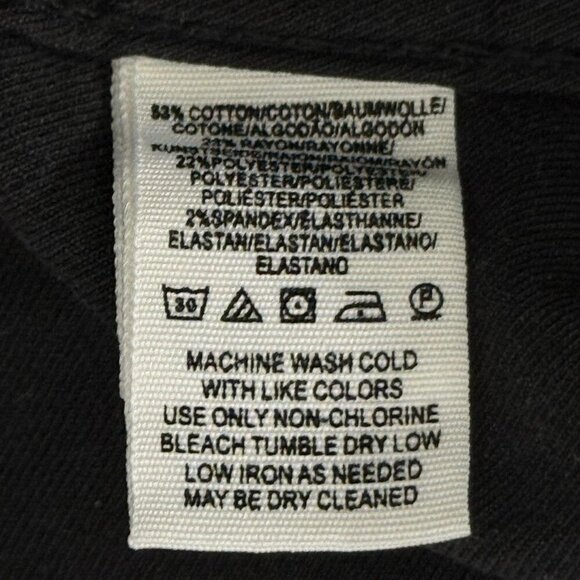 53% COTTON/COTON/BAUMWOLLE/
COTONE/ALGODAO/ALGODÓN
23% RAYON/RAYONNE/
RAYON
22% POLYESTER/POLYESTER/
POLYESTER/POLIESTERE/
POLIÉSTER/POLIÉSTER
2% SPANDEX/ÉLASTHANNE/
ELASTAN/ELASTAN/ELASTANO/
ELASTANO
30
P
MACHINE WASH COLD
WITH LIKE COLORS
USE ONLY NON-CHLORINE
BLEACH TUMBLE DRY LOW
LOW IRON AS NEEDED
MAY BE DRY CLEANED